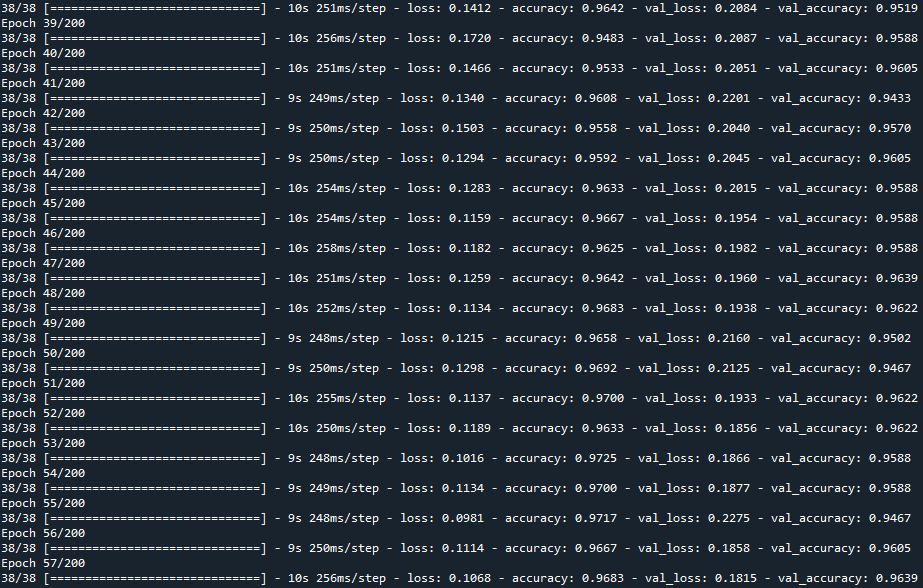 38/38 [==============================] - 10s 251ms/step - loss: 0.1412 - accuracy: 0.9642 - val_loss: 0.2084 - val_accuracy: 0.9519
Epoch 39/200
38/38 [==============================] - 10s 256ms/step - loss: 0.1720 - accuracy: 0.9483 - val_loss: 0.2087 - val_accuracy: 0.9588
Epoch 40/200
38/38 [==============================] - 10s 251ms/step - loss: 0.1466 - accuracy: 0.9533 - val_loss: 0.2051 - val_accuracy: 0.9605
Epoch 41/200
38/38 [==============================] - 9s 249ms/step - loss: 0.1340 - accuracy: 0.9608 - val_loss: 0.2201 - val_accuracy: 0.9433
Epoch 42/200
38/38 [==============================] - 9s 250ms/step - loss: 0.1503 - accuracy: 0.9558 - val_loss: 0.2040 - val_accuracy: 0.9570
Epoch 43/200
38/38 [==============================] - 9s 250ms/step - loss: 0.1294 - accuracy: 0.9592 - val_loss: 0.2045 - val_accuracy: 0.9605
Epoch 44/200
38/38 [==============================] - 10s 254ms/step - loss: 0.1283 - accuracy: 0.9633 - val_loss: 0.2015 - val_accuracy: 0.9588
Epoch 45/200
38/38 [==============================] - 10s 254ms/step - loss: 0.1159 - accuracy: 0.9667 - val_loss: 0.1954 - val_accuracy: 0.9588
Epoch 46/200
38/38 [==============================] - 10s 258ms/step - loss: 0.1182 - accuracy: 0.9625 - val_loss: 0.1982 - val_accuracy: 0.9588
Epoch 47/200
38/38 [==============================] - 10s 251ms/step - loss: 0.1259 - accuracy: 0.9642 - val_loss: 0.1960 - val_accuracy: 0.9639
Epoch 48/200
38/38 [==============================] - 10s 252ms/step - loss: 0.1134 - accuracy: 0.9683 - val_loss: 0.1938 - val_accuracy: 0.9622
Epoch 49/200
38/38 [==============================] - 9s 248ms/step - loss: 0.1215 - accuracy: 0.9658 - val_loss: 0.2160 - val_accuracy: 0.9502
Epoch 50/200
38/38 [==============================] - 9s 250ms/step - loss: 0.1298 - accuracy: 0.9692 - val_loss: 0.2125 - val_accuracy: 0.9467
Epoch 51/200
38/38 [==============================] - 10s 255ms/step - loss: 0.1137 - accuracy: 0.9700 - val_loss: 0.1933 - val_accuracy: 0.9622
Epoch 52/200
38/38 [==============================] - 10s 250ms/step - loss: 0.1189 - accuracy: 0.9633 - val_loss: 0.1856 - val_accuracy: 0.9622
Epoch 53/200
38/38 [==============================] - 9s 248ms/step - loss: 0.1016 - accuracy: 0.9725 - val_loss: 0.1866 - val_accuracy: 0.9588
Epoch 54/200
38/38 [==============================] - 9s 249ms/step - loss: 0.1134 - accuracy: 0.9700 - val_loss: 0.1877 - val_accuracy: 0.9588
Epoch 55/200
38/38 [==============================] - 9s 248ms/step - loss: 0.0981 - accuracy: 0.9717 - val_loss: 0.2275 - val_accuracy: 0.9467
Epoch 56/200
38/38 [==============================] - 9s 250ms/step - loss: 0.1114 - accuracy: 0.9667 - val_loss: 0.1858 - val_accuracy: 0.9605
Epoch 57/200
38/38 [==============================] - 10s 256ms/step - loss: 0.1068 - accuracy: 0.9683 - val_loss: 0.1815 - val_accuracy: 0.9639